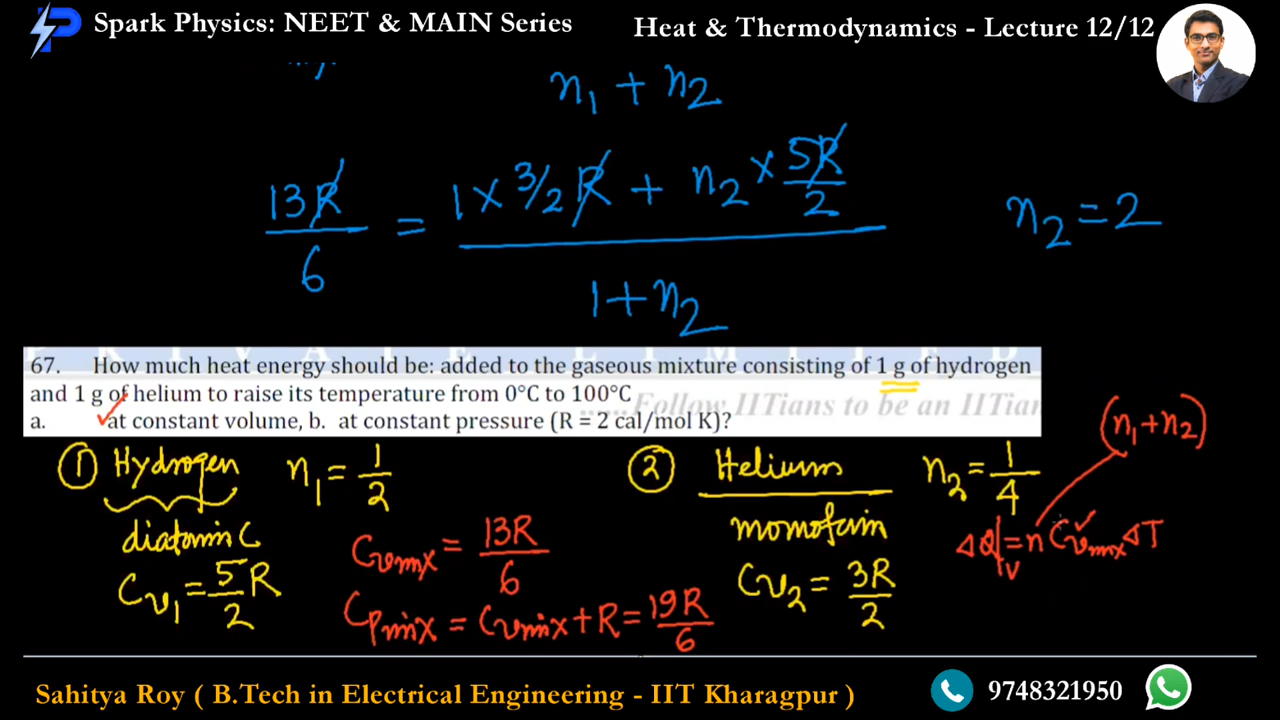 Spark Physics: NEET & MAIN Series
Heat & Thermodynamics - Lecture 12/12
n₁ + n₂
13R/6 = (1 × 3/2 R + n₂ × 5R/2) / (1 + n₂)
n₂ = 2
67. How much heat energy should be: added to the gaseous mixture consisting of 1 g of hydrogen
and 1 g of helium to raise its temperature from 0°C to 100°C
......Follow IITians to be an IITian
a. ✓at constant volume, b. at constant pressure (R = 2 cal/mol K)?
(n₁+n₂)
① Hydrogen n₁ = 1/2
② Helium n₂ = 1/4
diatominc
momofain
Cv₁ = 5/2 R
Cvmix = 13R/6
Cpmix = Cvmix + R = 19R/6
Cv₂ = 3R/2
ΔQ|v = n Cvmix ΔT
Sahitya Roy ( B.Tech in Electrical Engineering - IIT Kharagpur )
9748321950